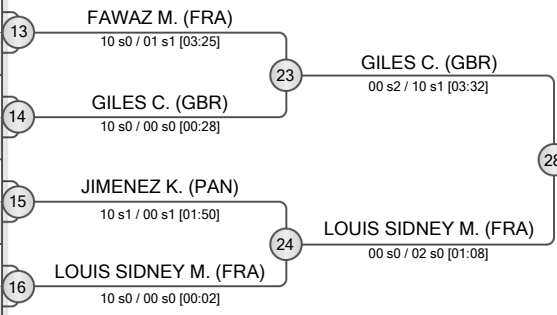 FAWAZ M. (FRA)
13
10 s0 / 01 s1 [03:25]
23
GILES C. (GBR)
00 s2 / 10 s1 [03:32]
GILES C. (GBR)
14
10 s0 / 00 s0 [00:28]
28
JIMENEZ K. (PAN)
15
10 s1 / 00 s1 [01:50]
24
LOUIS SIDNEY M. (FRA)
00 s0 / 02 s0 [01:08]
LOUIS SIDNEY M. (FRA)
16
10 s0 / 00 s0 [00:02]